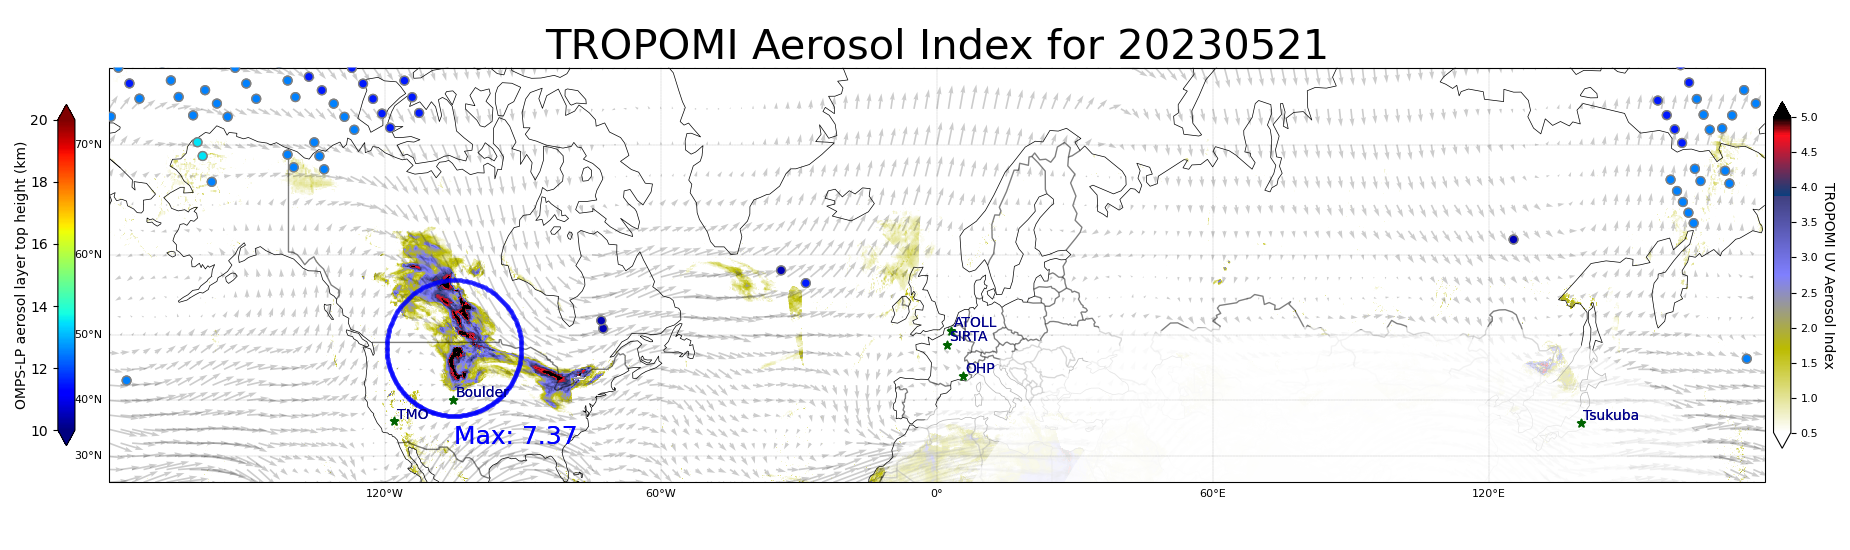 TROPOMI Aerosol Index for 20230521
OMPS-LP aerosol layer top height (km)
20
18
16
14
12
10
70°N
60°N
50°N
40°N
30°N
120°W
60°W
0°
60°E
120°E
ATOLL
SIRTA
OHP
Boulder
TMO
Tsukuba
Max: 7.37
5.0
4.5
4.0
3.5
3.0
2.5
2.0
1.5
1.0
0.5
TROPOMI UV Aerosol Index